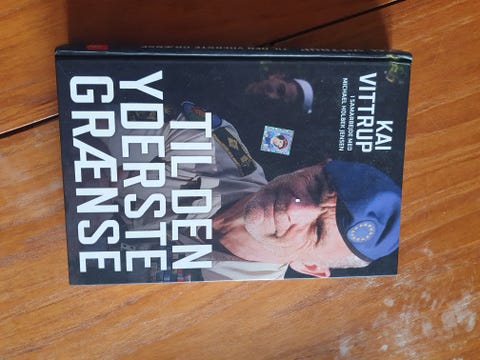 KAI
VITTRUP
I SAMARBEJDE MED
MICHAEL HOLBEK JENSEN
TIL DEN
YDERSTE
GRÆNSE